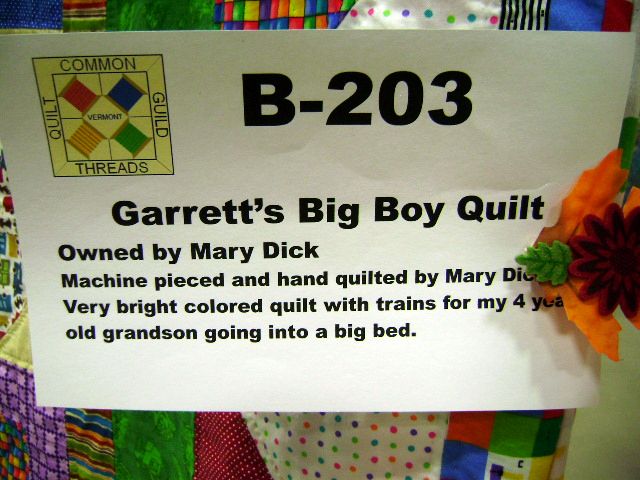 COMMON
QUILT
GUILD
VERMONT
THREADS
B-203
Garrett's Big Boy Quilt
Owned by Mary Dick
Machine pieced and hand quilted by Mary
Very bright colored quilt with trains for my 4
old grandson going into a big bed.